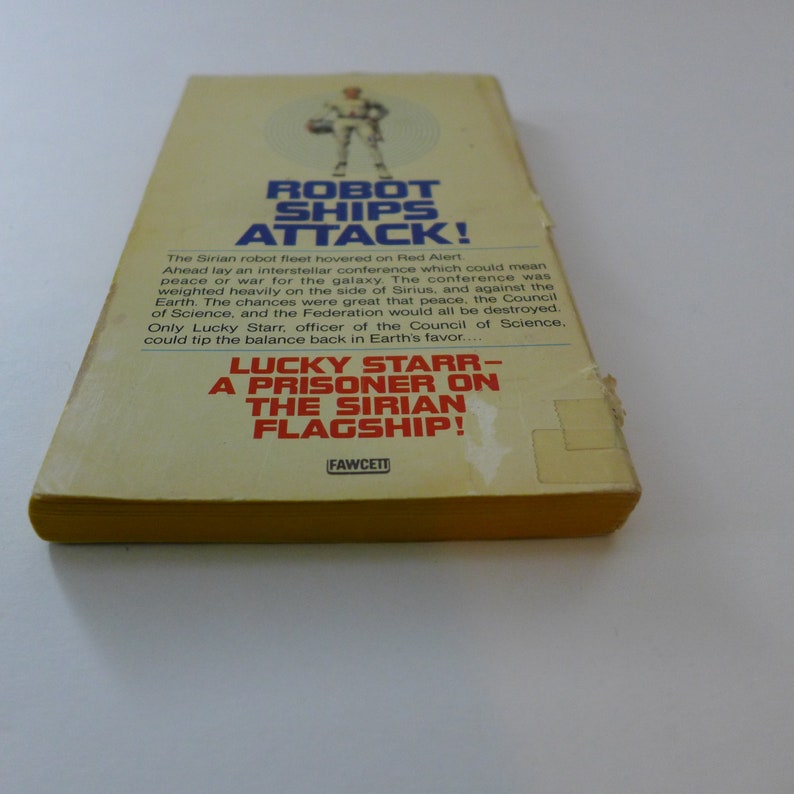 ROBOT
SHIPS
ATTACK!
The Sirian robot fleet hovered on Red Alert.
Ahead lay an interstellar conference which could mean
peace or war for the galaxy. The conference was
weighted heavily on the side of Sirius, and against the
Earth. The chances were great that peace, the Council
of Science, and the Federation would all be destroyed.
Only Lucky Starr, officer of the Council of Science,
could tip the balance back in Earth's favor....
LUCKY STARR–
A PRISONER ON
THE SIRIAN
FLAGSHIP!
FAWCETT